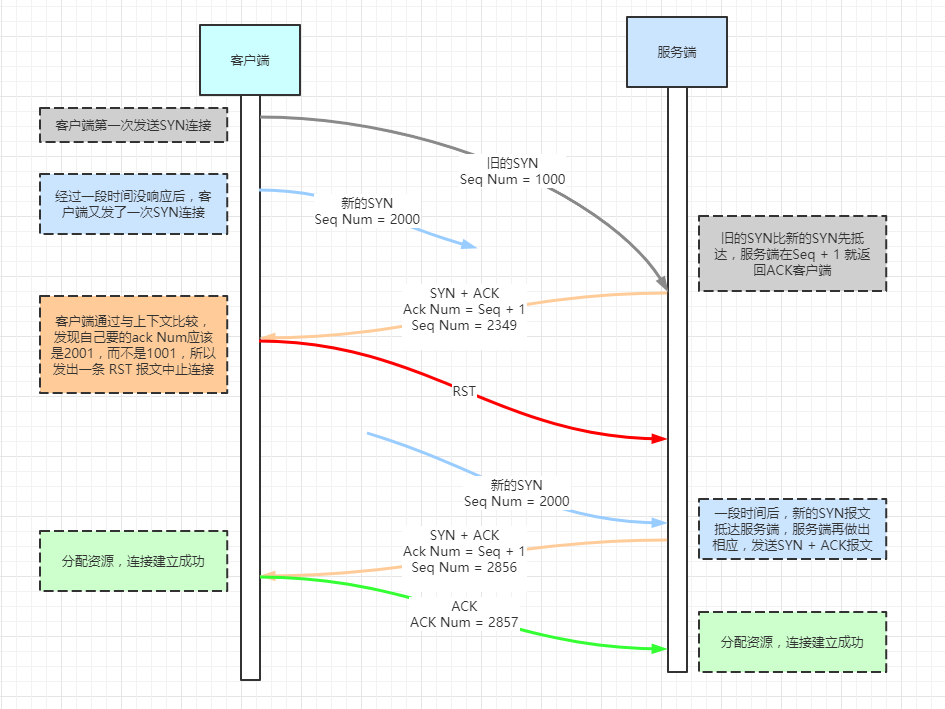 客户端
服务端
客户端第一次发送SYN连接
旧的SYN
Seq Num = 1000
经过一段时间没响应后，客
户端又发了一次SYN连接
新的SYN
Seq Num = 2000
旧的SYN比新的SYN先抵
达，服务端在Seq + 1 就返
回ACK客户端
SYN + ACK
Ack Num = Seq + 1
Seq Num = 2349
客户端通过与上下文比较，
发现自己要的ack Num应该
是2001，而不是1001，所以
发出一条 RST 报文中止连接
RST
新的SYN
Seq Num = 2000
一段时间后，新的SYN报文
抵达服务端，服务端再做出
相应，发送SYN + ACK报文
SYN + ACK
Ack Num = Seq + 1
Seq Num = 2856
分配资源，连接建立成功
ACK
ACK Num = 2857
分配资源，连接建立成功